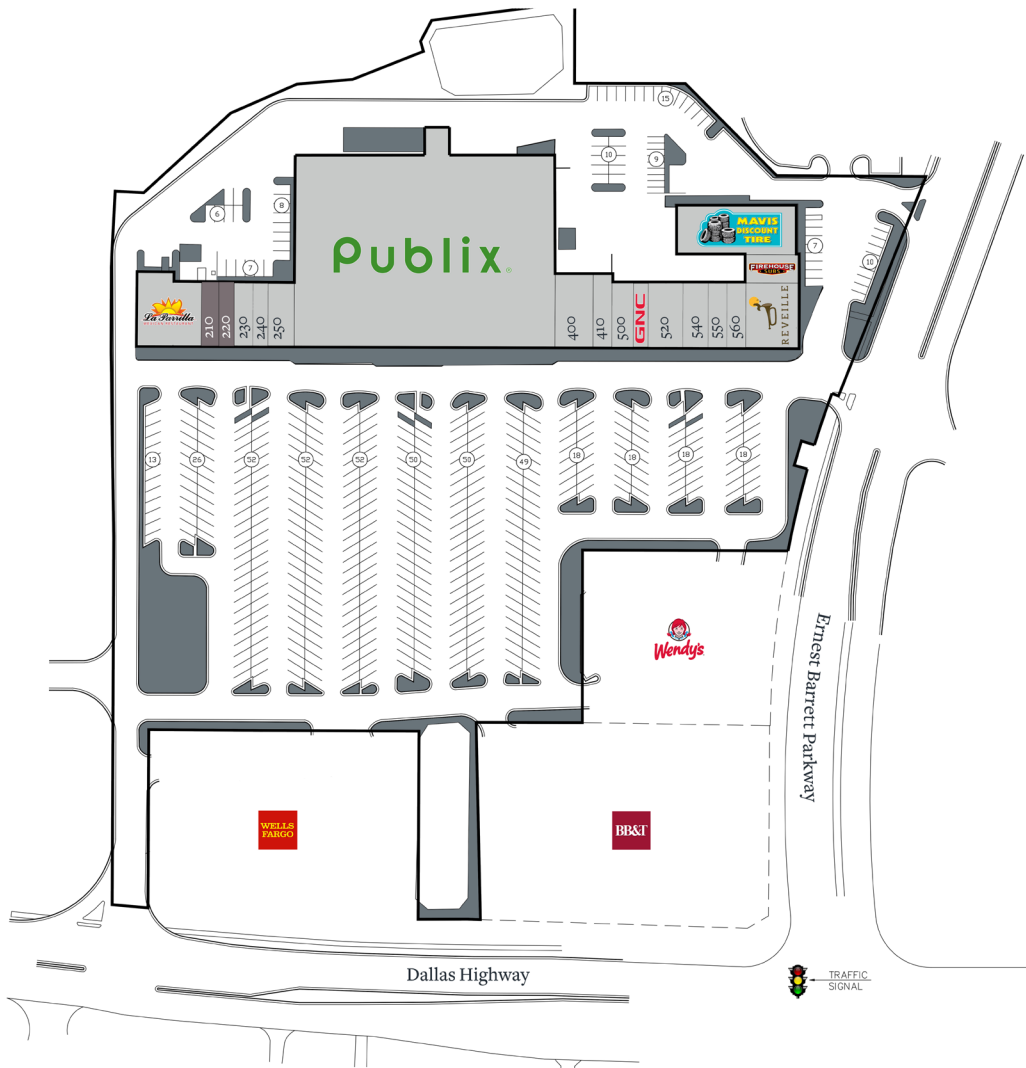 15
10
9
6
8
7
7
10
MAVIS
DISCOUNT
TIRE
Publix®
FIREHOUSE
SUBS
La Parrilla
MEXICAN RESTAURANT
210
220
230
240
250
400
410
500
GNC
520
540
550
560
REVEILLE
13
26
52
52
52
50
50
49
18
18
18
18
Wendy's
Ernest Barrett Parkway
WELLS
FARGO
BB&T
Dallas Highway
TRAFFIC
SIGNAL